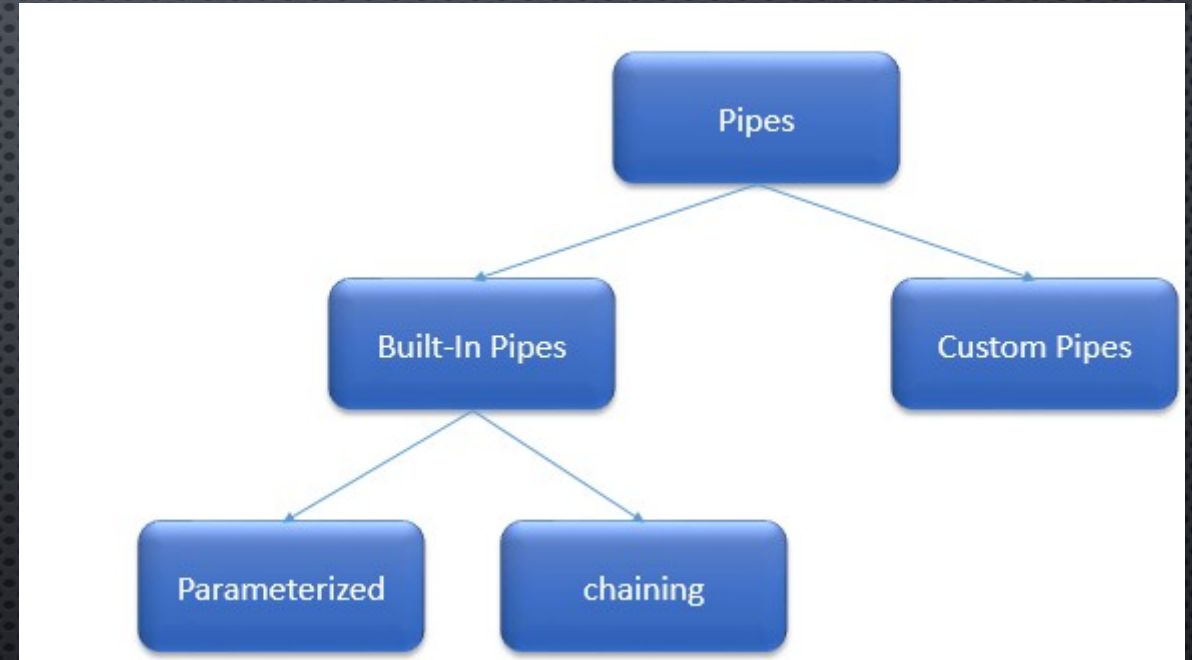 Pipes
Built-In Pipes
Custom Pipes
Parameterized
chaining